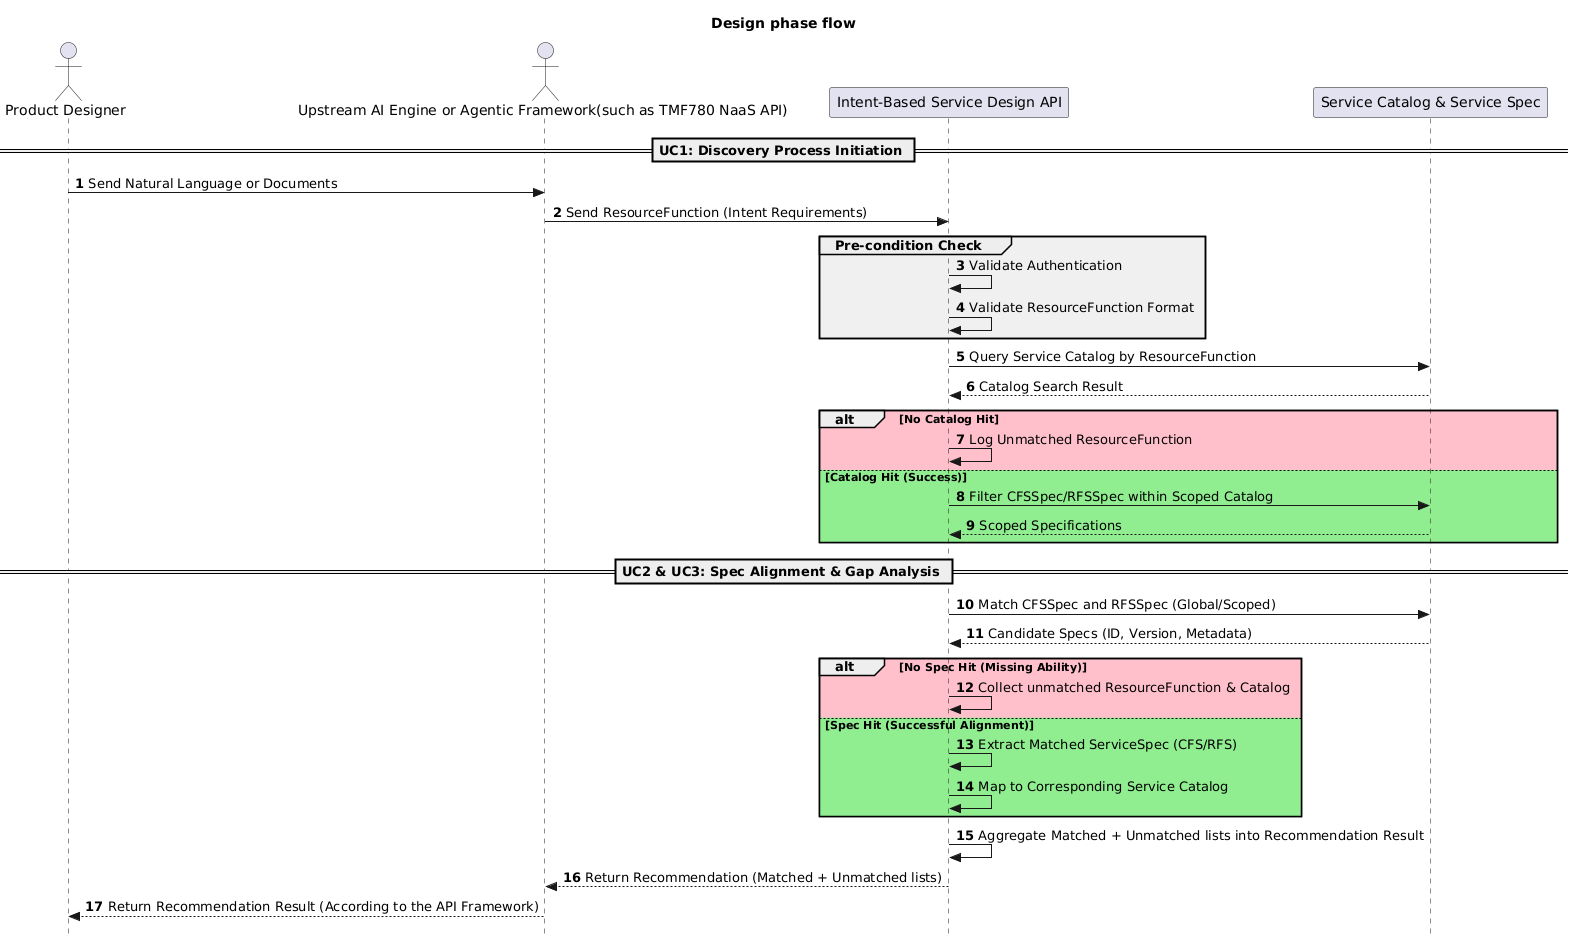 Design phase flow
Product Designer
Upstream AI Engine or Agentic Framework(such as TMF780 NaaS API)
Intent-Based Service Design API
Service Catalog & Service Spec
UC1: Discovery Process Initiation
1 Send Natural Language or Documents
2 Send ResourceFunction (Intent Requirements)
Pre-condition Check
3 Validate Authentication
4 Validate ResourceFunction Format
5 Query Service Catalog by ResourceFunction
6 Catalog Search Result
alt [No Catalog Hit]
7 Log Unmatched ResourceFunction
[Catalog Hit (Success)]
8 Filter CFSSpec/RFSSpec within Scoped Catalog
9 Scoped Specifications
UC2 & UC3: Spec Alignment & Gap Analysis
10 Match CFSSpec and RFSSpec (Global/Scoped)
11 Candidate Specs (ID, Version, Metadata)
alt [No Spec Hit (Missing Ability)]
12 Collect unmatched ResourceFunction & Catalog
[Spec Hit (Successful Alignment)]
13 Extract Matched ServiceSpec (CFS/RFS)
14 Map to Corresponding Service Catalog
15 Aggregate Matched + Unmatched lists into Recommendation Result
16 Return Recommendation (Matched + Unmatched lists)
17 Return Recommendation Result (According to the API Framework)